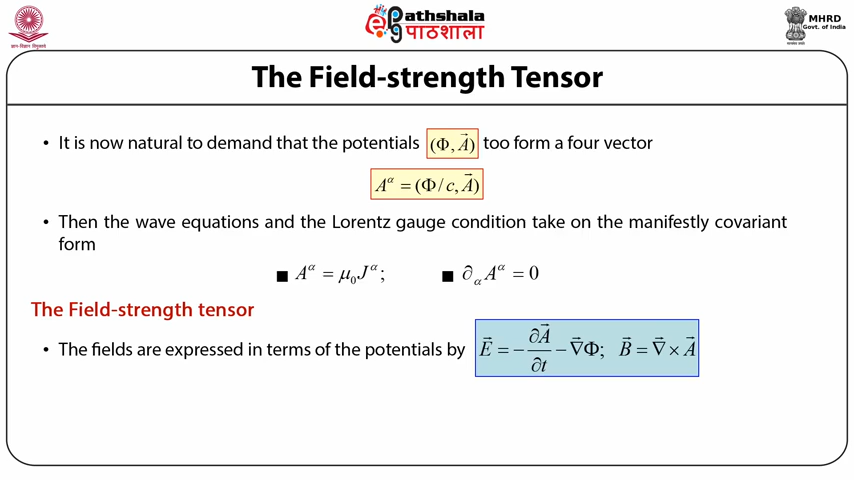 ePathshala
पाठशाला
MHRD
Govt. of India
The Field-strength Tensor
• It is now natural to demand that the potentials (Φ, A⃗) too form a four vector
A^α = (Φ / c, A⃗)
• Then the wave equations and the Lorentz gauge condition take on the manifestly covariant
form
■ A^α = μ₀ J^α ; ■ ∂_α A^α = 0
The Field-strength tensor
• The fields are expressed in terms of the potentials by E⃗ = − ∂A⃗/∂t − ∇⃗Φ; B⃗ = ∇⃗ × A⃗